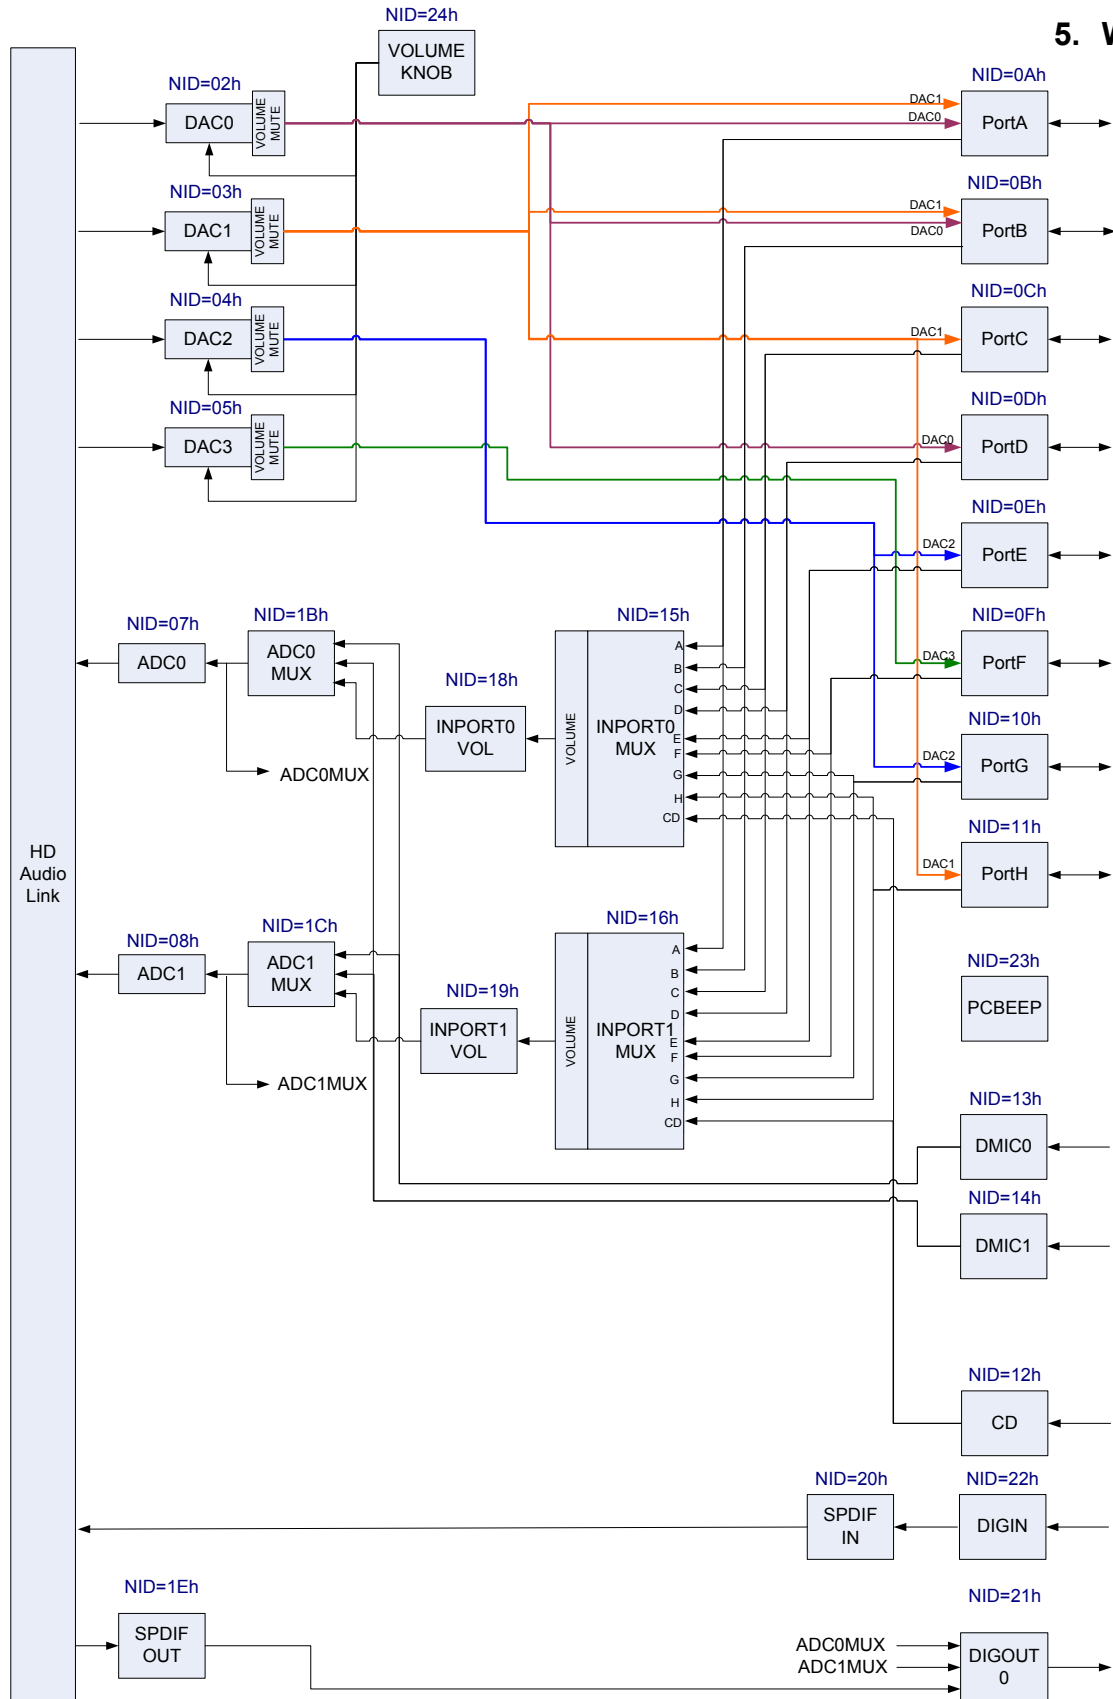 5. W
NID=24h
VOLUME
KNOB
NID=02h
DAC0
VOLUME
MUTE
NID=03h
DAC1
VOLUME
MUTE
NID=04h
DAC2
VOLUME
MUTE
NID=05h
DAC3
VOLUME
MUTE
NID=0Ah
DAC1
DAC0
PortA
NID=0Bh
DAC1
DAC0
PortB
NID=0Ch
DAC1
PortC
NID=0Dh
DAC0
PortD
NID=0Eh
DAC2
PortE
NID=0Fh
DAC3
PortF
NID=10h
DAC2
PortG
NID=11h
DAC1
PortH
NID=07h
ADC0
NID=1Bh
ADC0
MUX
ADC0MUX
NID=18h
INPORT0
VOL
NID=15h
VOLUME
INPORT0
MUX
A
B
C
D
E
F
G
H
CD
HD
Audio
Link
NID=08h
ADC1
NID=1Ch
ADC1
MUX
ADC1MUX
NID=19h
INPORT1
VOL
NID=16h
VOLUME
INPORT1
MUX
A
B
C
D
E
F
G
H
CD
NID=23h
PCBEEP
NID=13h
DMIC0
NID=14h
DMIC1
NID=12h
CD
NID=20h
SPDIF
IN
NID=22h
DIGIN
NID=1Eh
SPDIF
OUT
NID=21h
ADC0MUX
ADC1MUX
DIGOUT
0